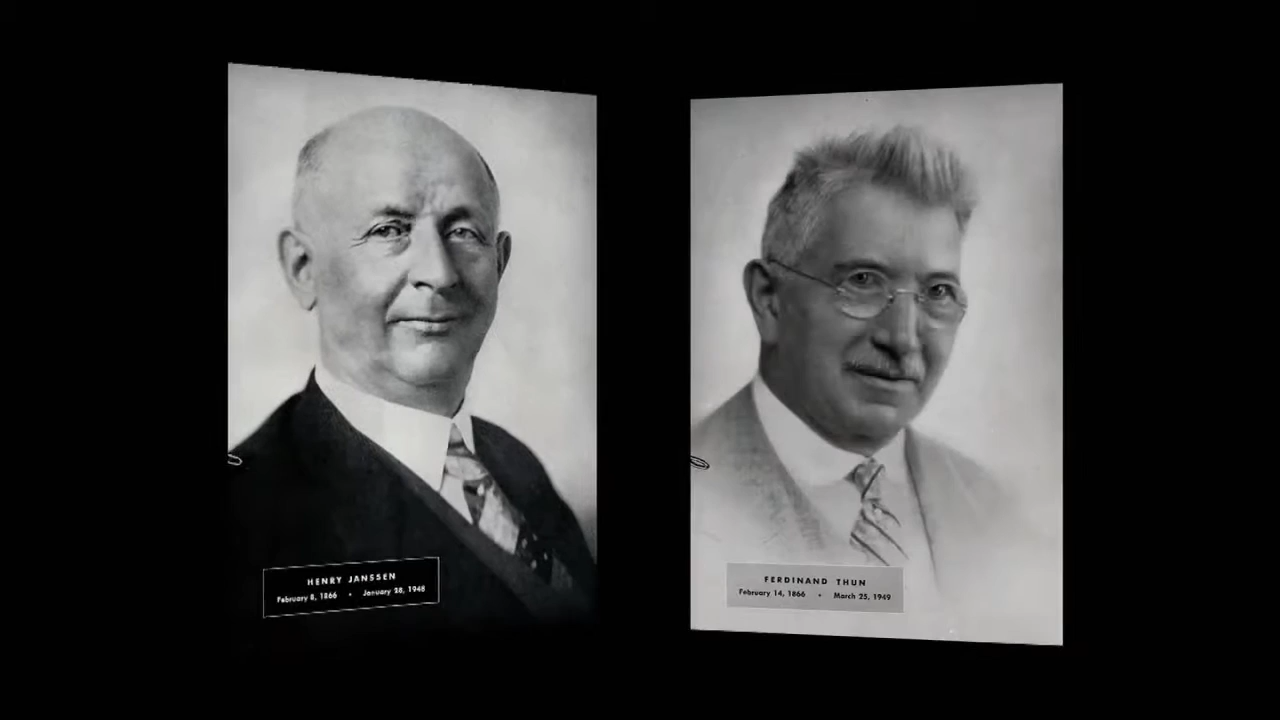 HENRY JANSSEN
February 8, 1866 • January 28, 1948
FERDINAND THUN
February 14, 1866 • March 25, 1949